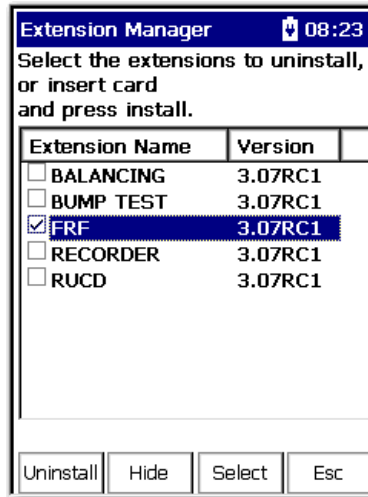 Extension Manager 08:23
Select the extensions to uninstall,
or insert card
and press install.
Extension Name Version
BALANCING 3.07RC1
BUMP TEST 3.07RC1
FRF 3.07RC1
RECORDER 3.07RC1
RUCD 3.07RC1
Uninstall Hide Select Esc